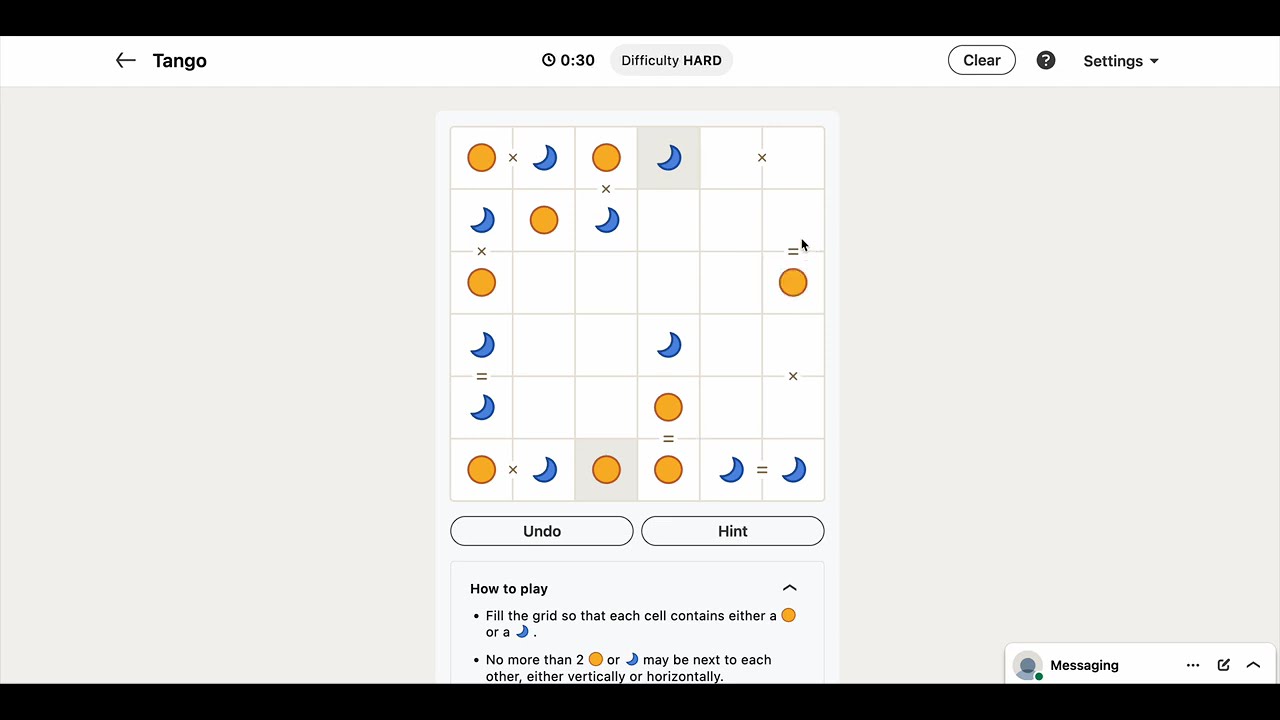 Tango
0:30
Difficulty HARD
Clear
?
Settings
×
×
×
×
=
=
×
=
×
=
Undo
Hint
How to play
• Fill the grid so that each cell contains either a
or a .
• No more than 2 or may be next to each
other, either vertically or horizontally.
Messaging